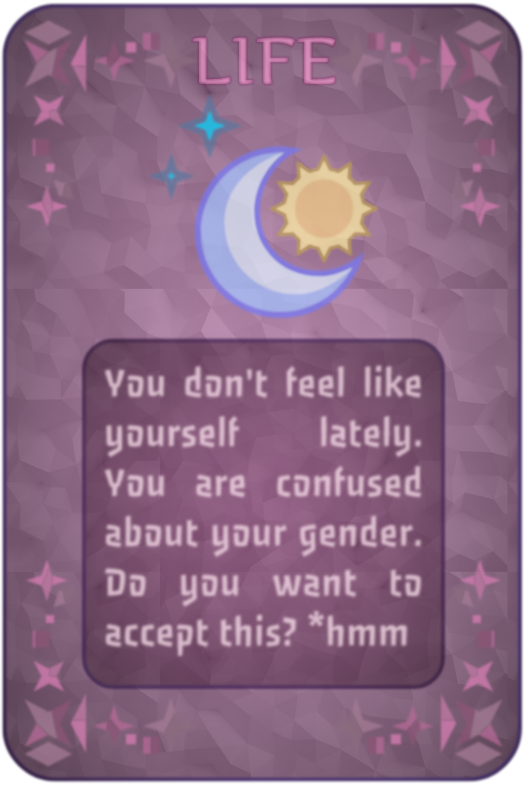 LIFE
You don't feel like
yourself lately.
You are confused
about your gender.
Do you want to
accept this? *hmm